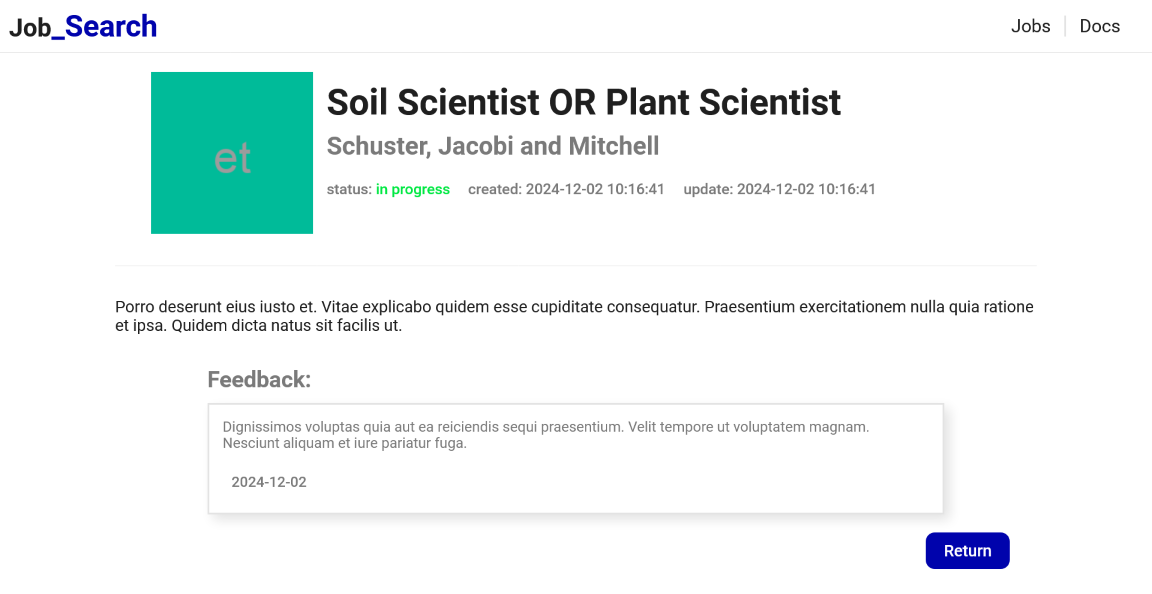 Job_Search
Jobs
Docs
et
Soil Scientist OR Plant Scientist
Schuster, Jacobi and Mitchell
status: in progress created: 2024-12-02 10:16:41 update: 2024-12-02 10:16:41
Porro deserunt eius iusto et. Vitae explicabo quidem esse cupiditate consequatur. Praesentium exercitationem nulla quia ratione
et ipsa. Quidem dicta natus sit facilis ut.
Feedback:
Dignissimos voluptas quia aut ea reiciendis sequi praesentium. Velit tempore ut voluptatem magnam.
Nesciunt aliquam et iure pariatur fuga.
2024-12-02
Return